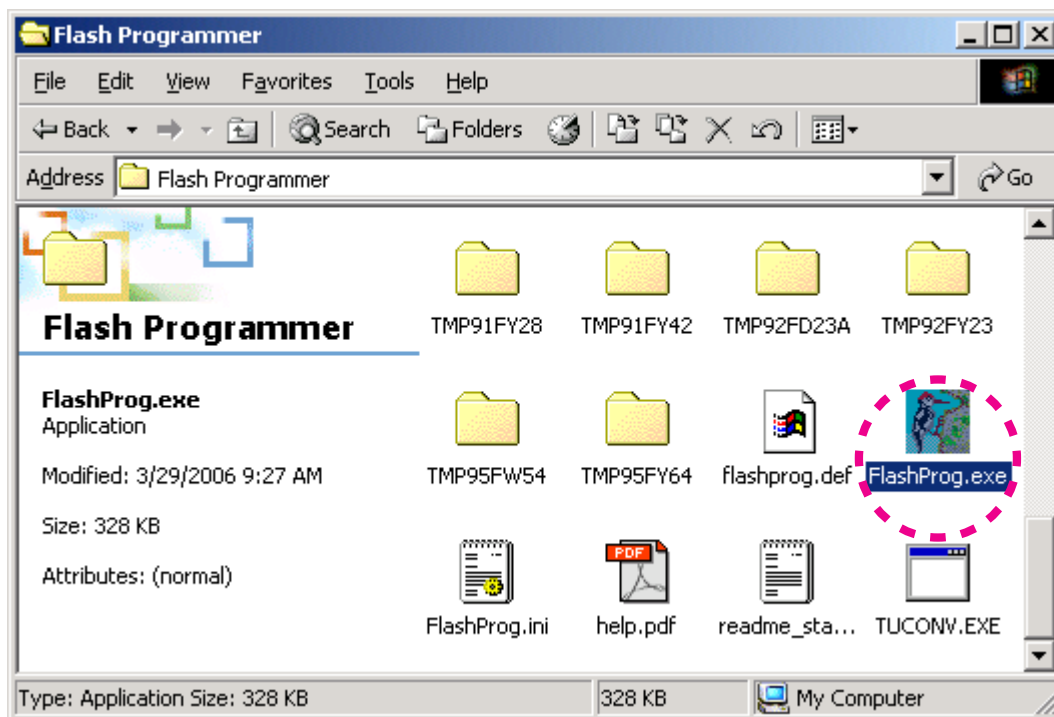 Flash Programmer
File Edit View Favorites Tools Help
Back Search Folders
Address Flash Programmer Go
Flash Programmer
FlashProg.exe
Application
Modified: 3/29/2006 9:27 AM
Size: 328 KB
Attributes: (normal)
TMP91FY28 TMP91FY42 TMP92FD23A TMP92FY23
TMP95FW54 TMP95FY64 flashprog.def FlashProg.exe
FlashProg.ini help.pdf readme_sta... TUCONV.EXE
PDF
Type: Application Size: 328 KB 328 KB My Computer